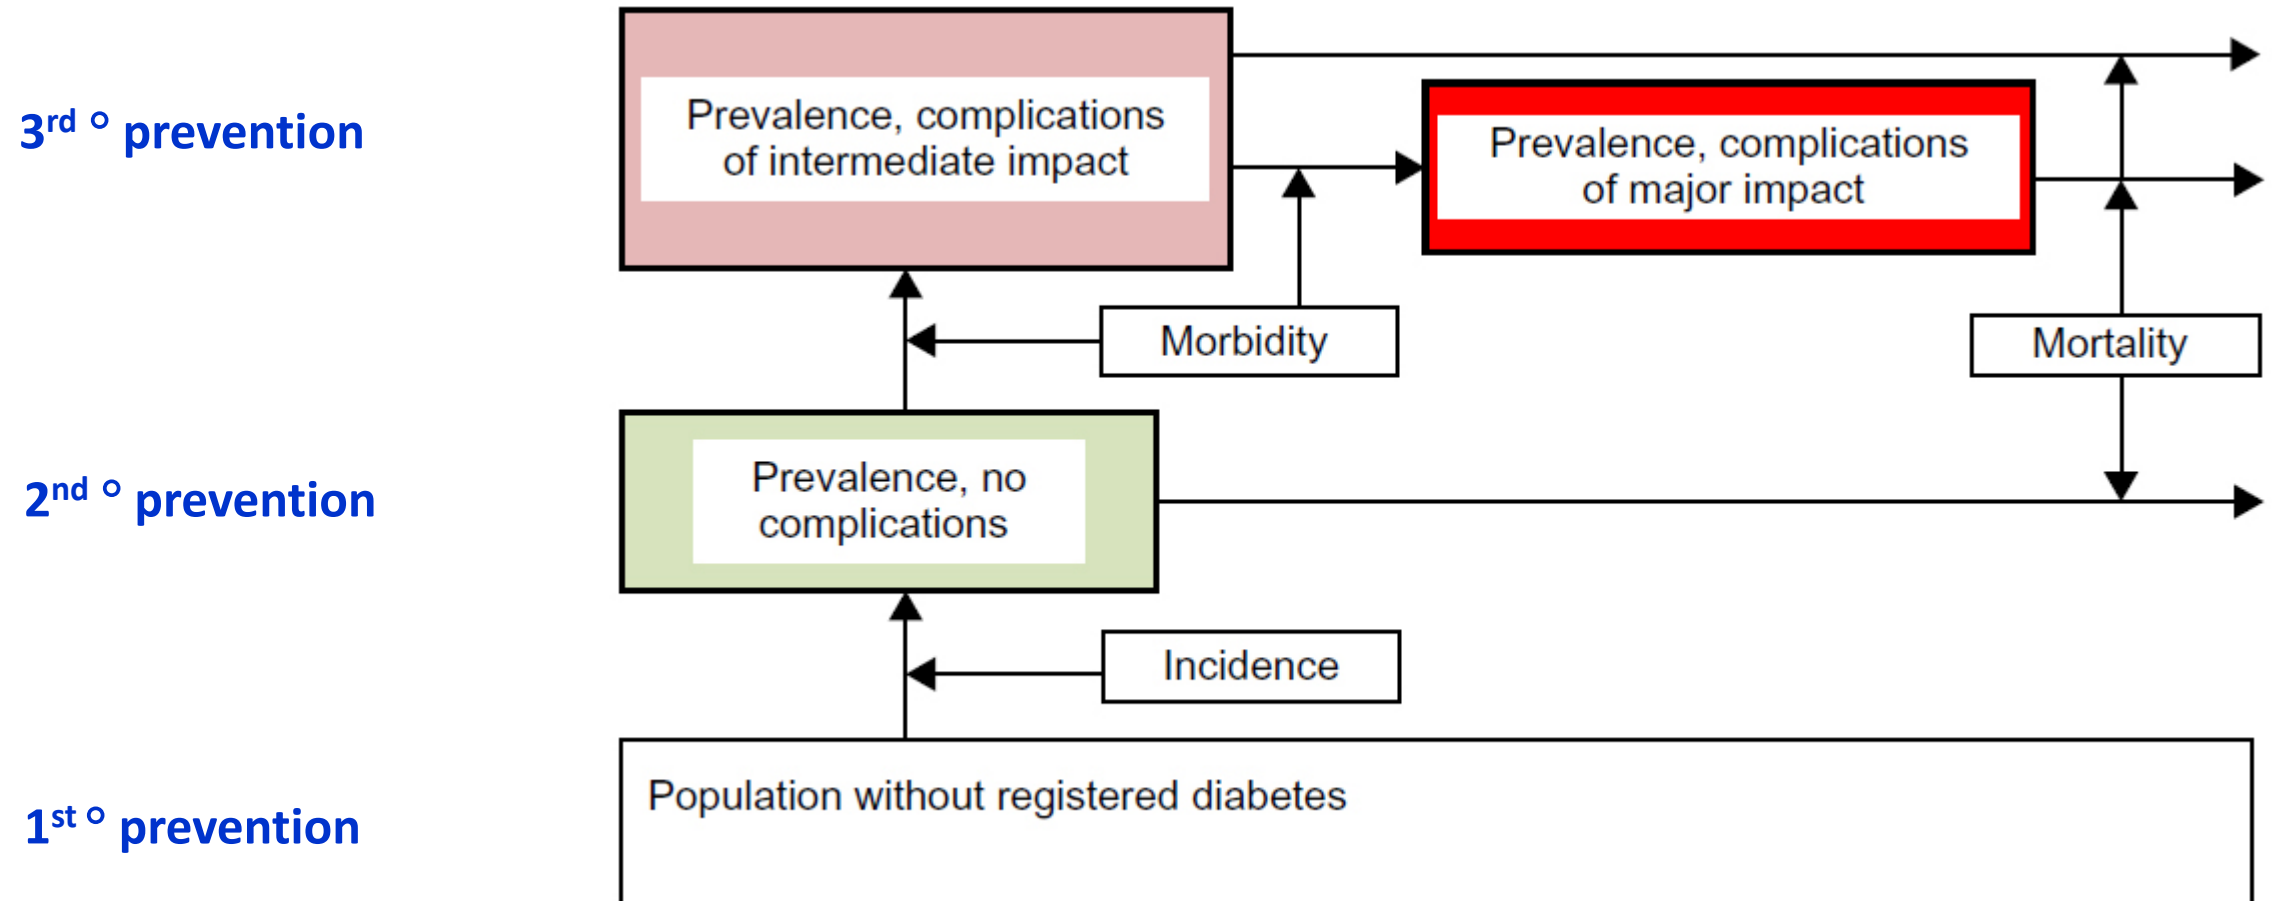 3rd ° prevention
Prevalence, complications
of intermediate impact
Prevalence, complications
of major impact
Morbidity
Mortality
2nd ° prevention
Prevalence, no
complications
Incidence
1st ° prevention
Population without registered diabetes